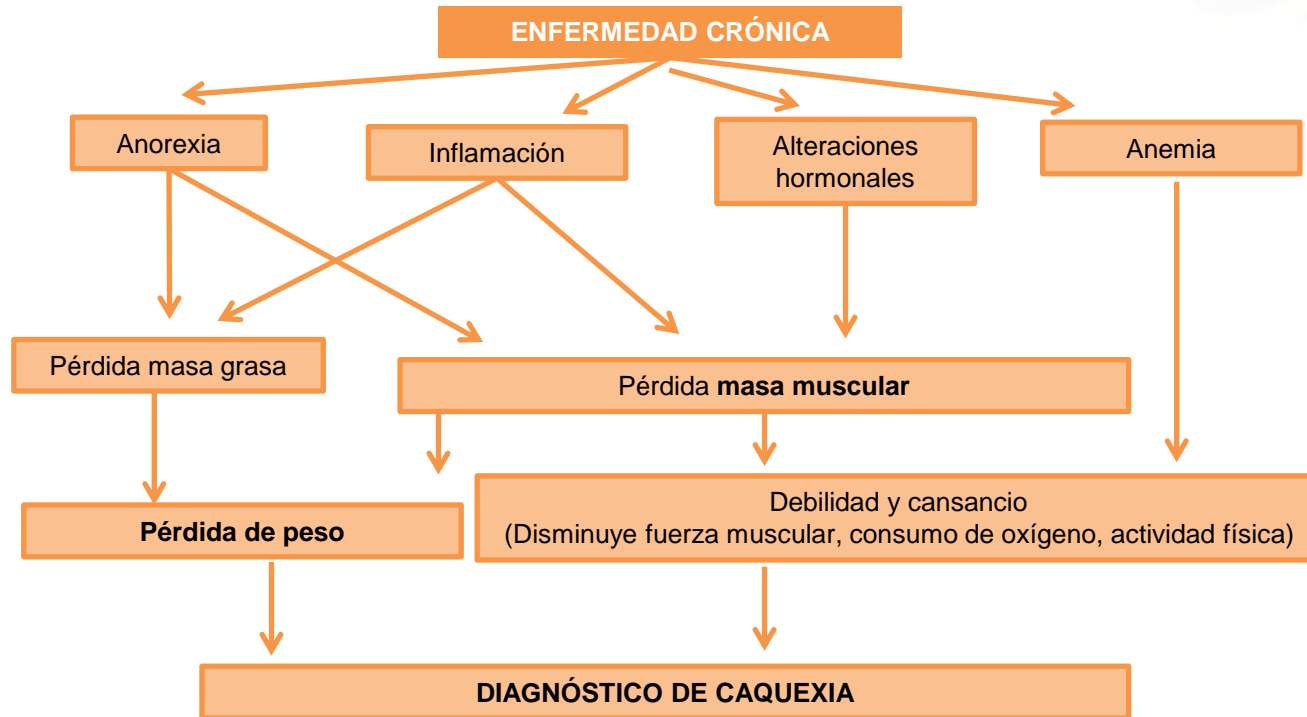 ENFERMEDAD CRÓNICA
Anorexia
Inflamación
Alteraciones
hormonales
Anemia
Pérdida masa grasa
Pérdida masa muscular
Pérdida de peso
Debilidad y cansancio
(Disminuye fuerza muscular, consumo de oxígeno, actividad física)
DIAGNÓSTICO DE CAQUEXIA